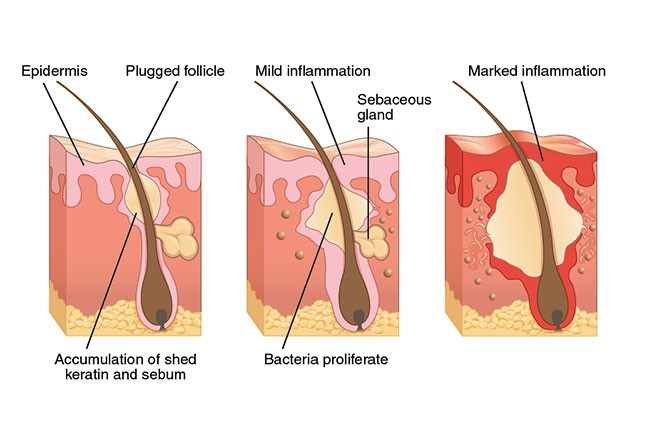 Epidermis
Plugged follicle
Mild inflammation
Marked inflammation
Sebaceous
gland
Accumulation of shed
keratin and sebum
Bacteria proliferate